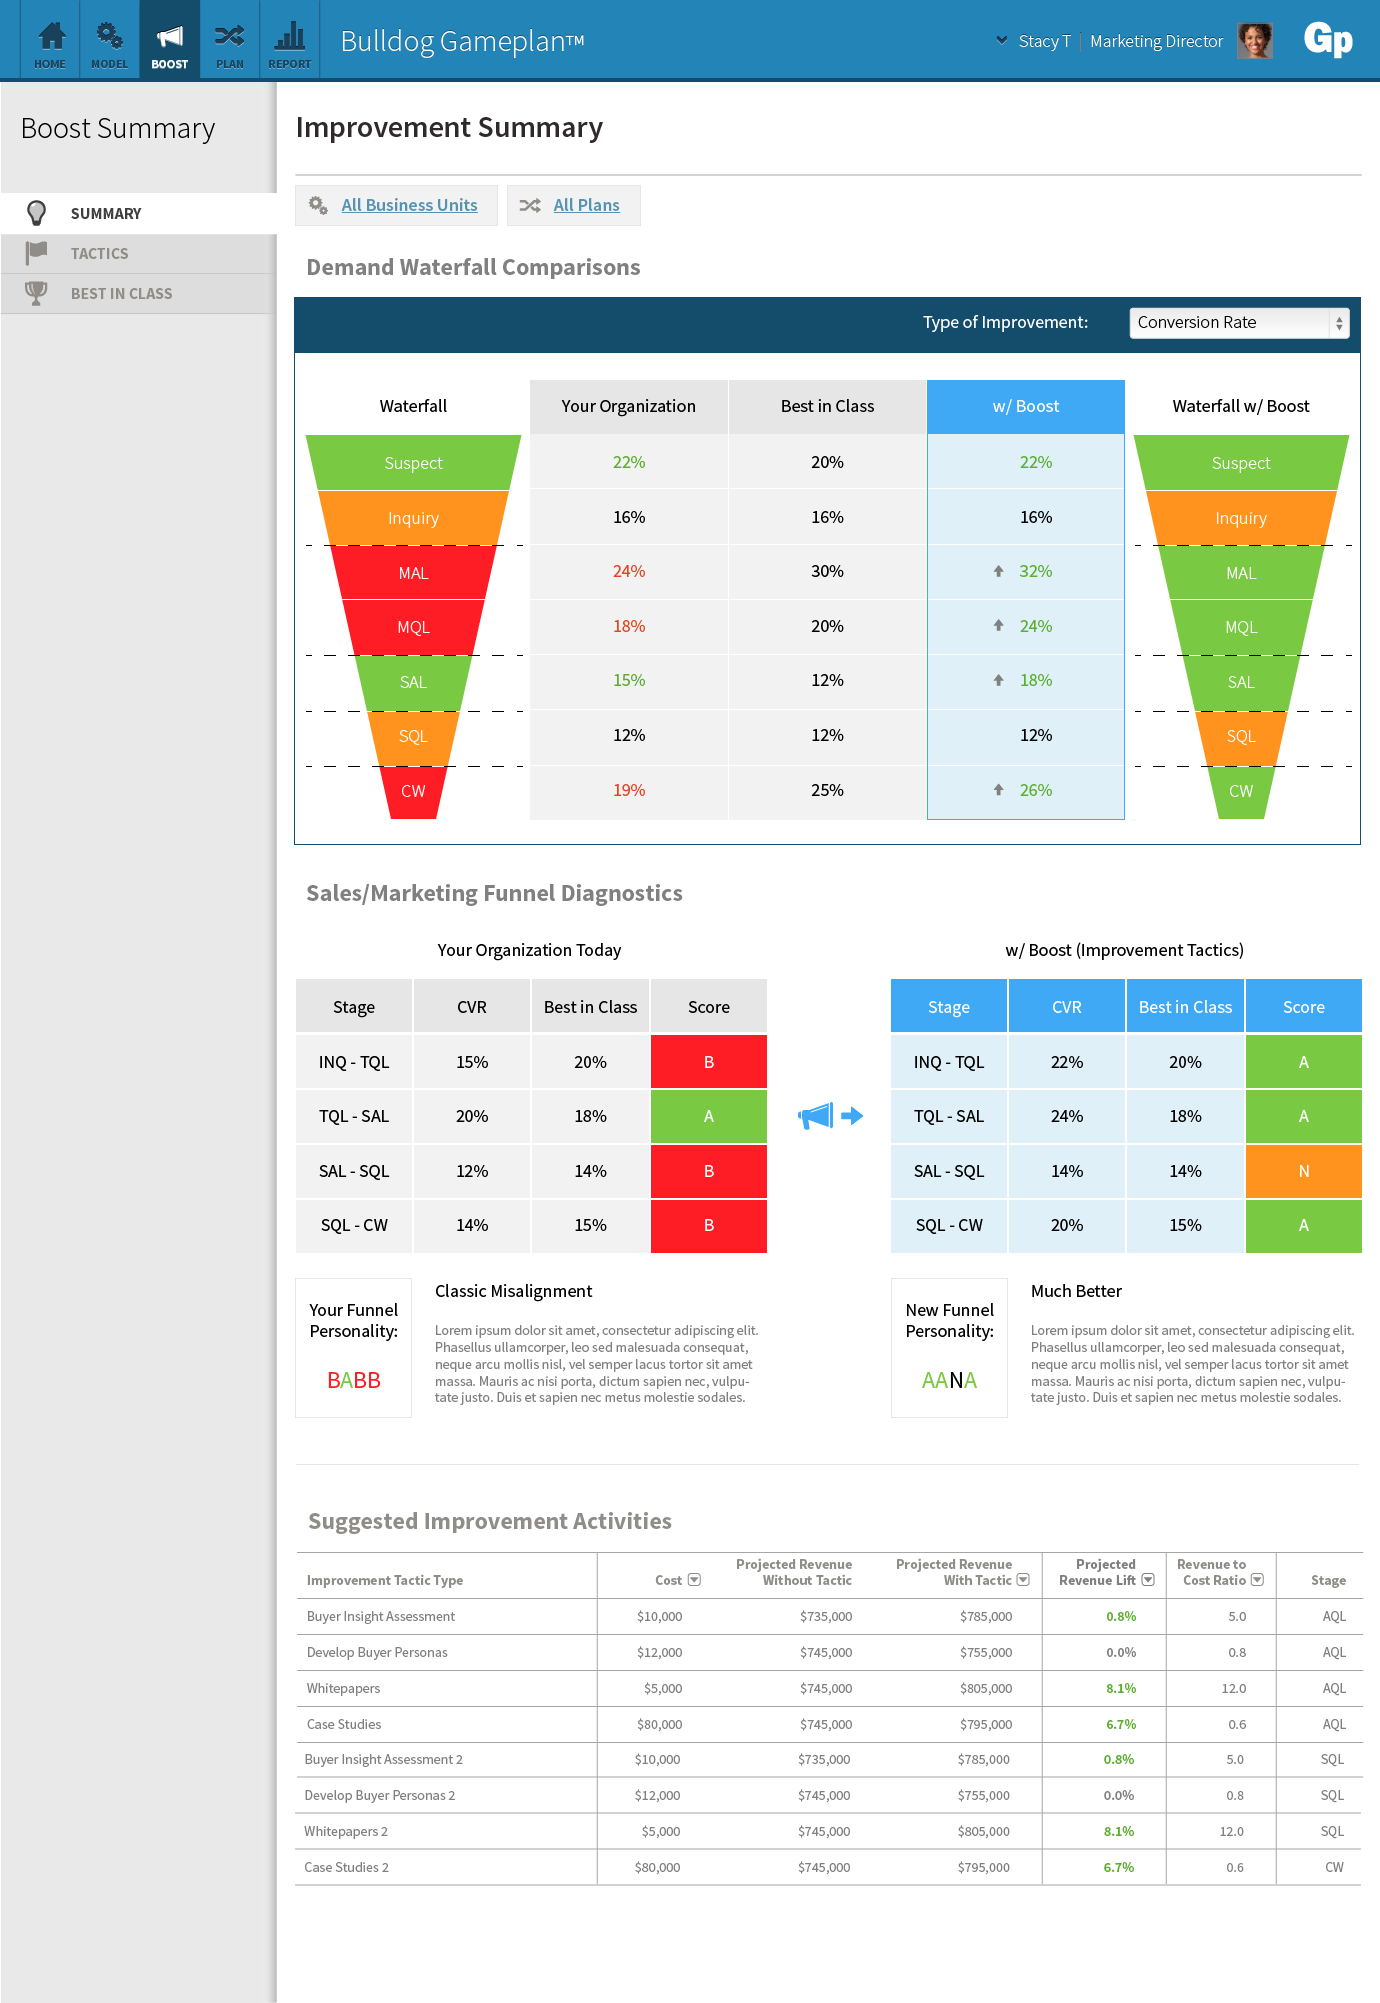 HOME MODEL BOOST PLAN REPORT Bulldog Gameplan™ Stacy T | Marketing Director Gp
Boost Summary
SUMMARY
TACTICS
BEST IN CLASS
Improvement Summary
All Business Units All Plans
Demand Waterfall Comparisons
Type of Improvement: Conversion Rate
Waterfall Your Organization Best in Class w/ Boost Waterfall w/ Boost
Suspect 22% 20% 22% Suspect
Inquiry 16% 16% 16% Inquiry
MAL 24% 30% 32% MAL
MQL 18% 20% 24% MQL
SAL 15% 12% 18% SAL
SQL 12% 12% 12% SQL
CW 19% 25% 26% CW
Sales/Marketing Funnel Diagnostics
Your Organization Today
Stage CVR Best in Class Score
INQ - TQL 15% 20% B
TQL - SAL 20% 18% A
SAL - SQL 12% 14% B
SQL - CW 14% 15% B
Your Funnel
Personality:
BABB
Classic Misalignment
Lorem ipsum dolor sit amet, consectetur adipiscing elit.
Phasellus ullamcorper, leo sed malesuada consequat,
neque arcu mollis nisl, vel semper lacus tortor sit amet
massa. Mauris ac nisi porta, dictum sapien nec, vulpu-
tate justo. Duis et sapien nec metus molestie sodales.
w/ Boost (Improvement Tactics)
Stage CVR Best in Class Score
INQ - TQL 22% 20% A
TQL - SAL 24% 18% A
SAL - SQL 14% 14% N
SQL - CW 20% 15% A
New Funnel
Personality:
AANA
Much Better
Lorem ipsum dolor sit amet, consectetur adipiscing elit.
Phasellus ullamcorper, leo sed malesuada consequat,
neque arcu mollis nisl, vel semper lacus tortor sit amet
massa. Mauris ac nisi porta, dictum sapien nec, vulpu-
tate justo. Duis et sapien nec metus molestie sodales.
Suggested Improvement Activities
Projected Revenue Projected Revenue Projected Revenue to
Improvement Tactic Type Cost Without Tactic With Tactic Revenue Lift Cost Ratio Stage
Buyer Insight Assessment $10,000 $735,000 $785,000 0.8% 5.0 AQL
Develop Buyer Personas $12,000 $745,000 $755,000 0.0% 0.8 AQL
Whitepapers $5,000 $745,000 $805,000 8.1% 12.0 AQL
Case Studies $80,000 $745,000 $795,000 6.7% 0.6 AQL
Buyer Insight Assessment 2 $10,000 $735,000 $785,000 0.8% 5.0 SQL
Develop Buyer Personas 2 $12,000 $745,000 $755,000 0.0% 0.8 SQL
Whitepapers 2 $5,000 $745,000 $805,000 8.1% 12.0 SQL
Case Studies 2 $80,000 $745,000 $795,000 6.7% 0.6 CW